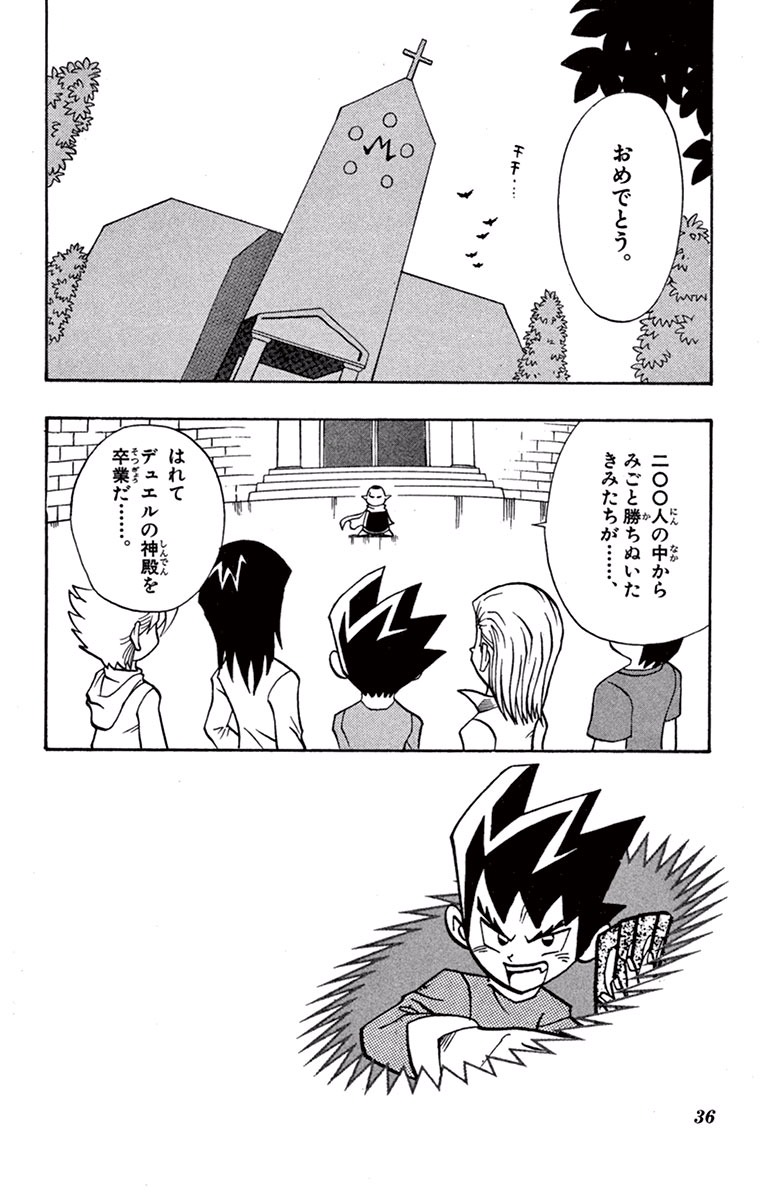 おめでとう。
チチ…
二〇〇人の中から
みごと勝ちぬいた
きみたちが……、
はれて
デュエルの神殿を
卒業だ……。
36